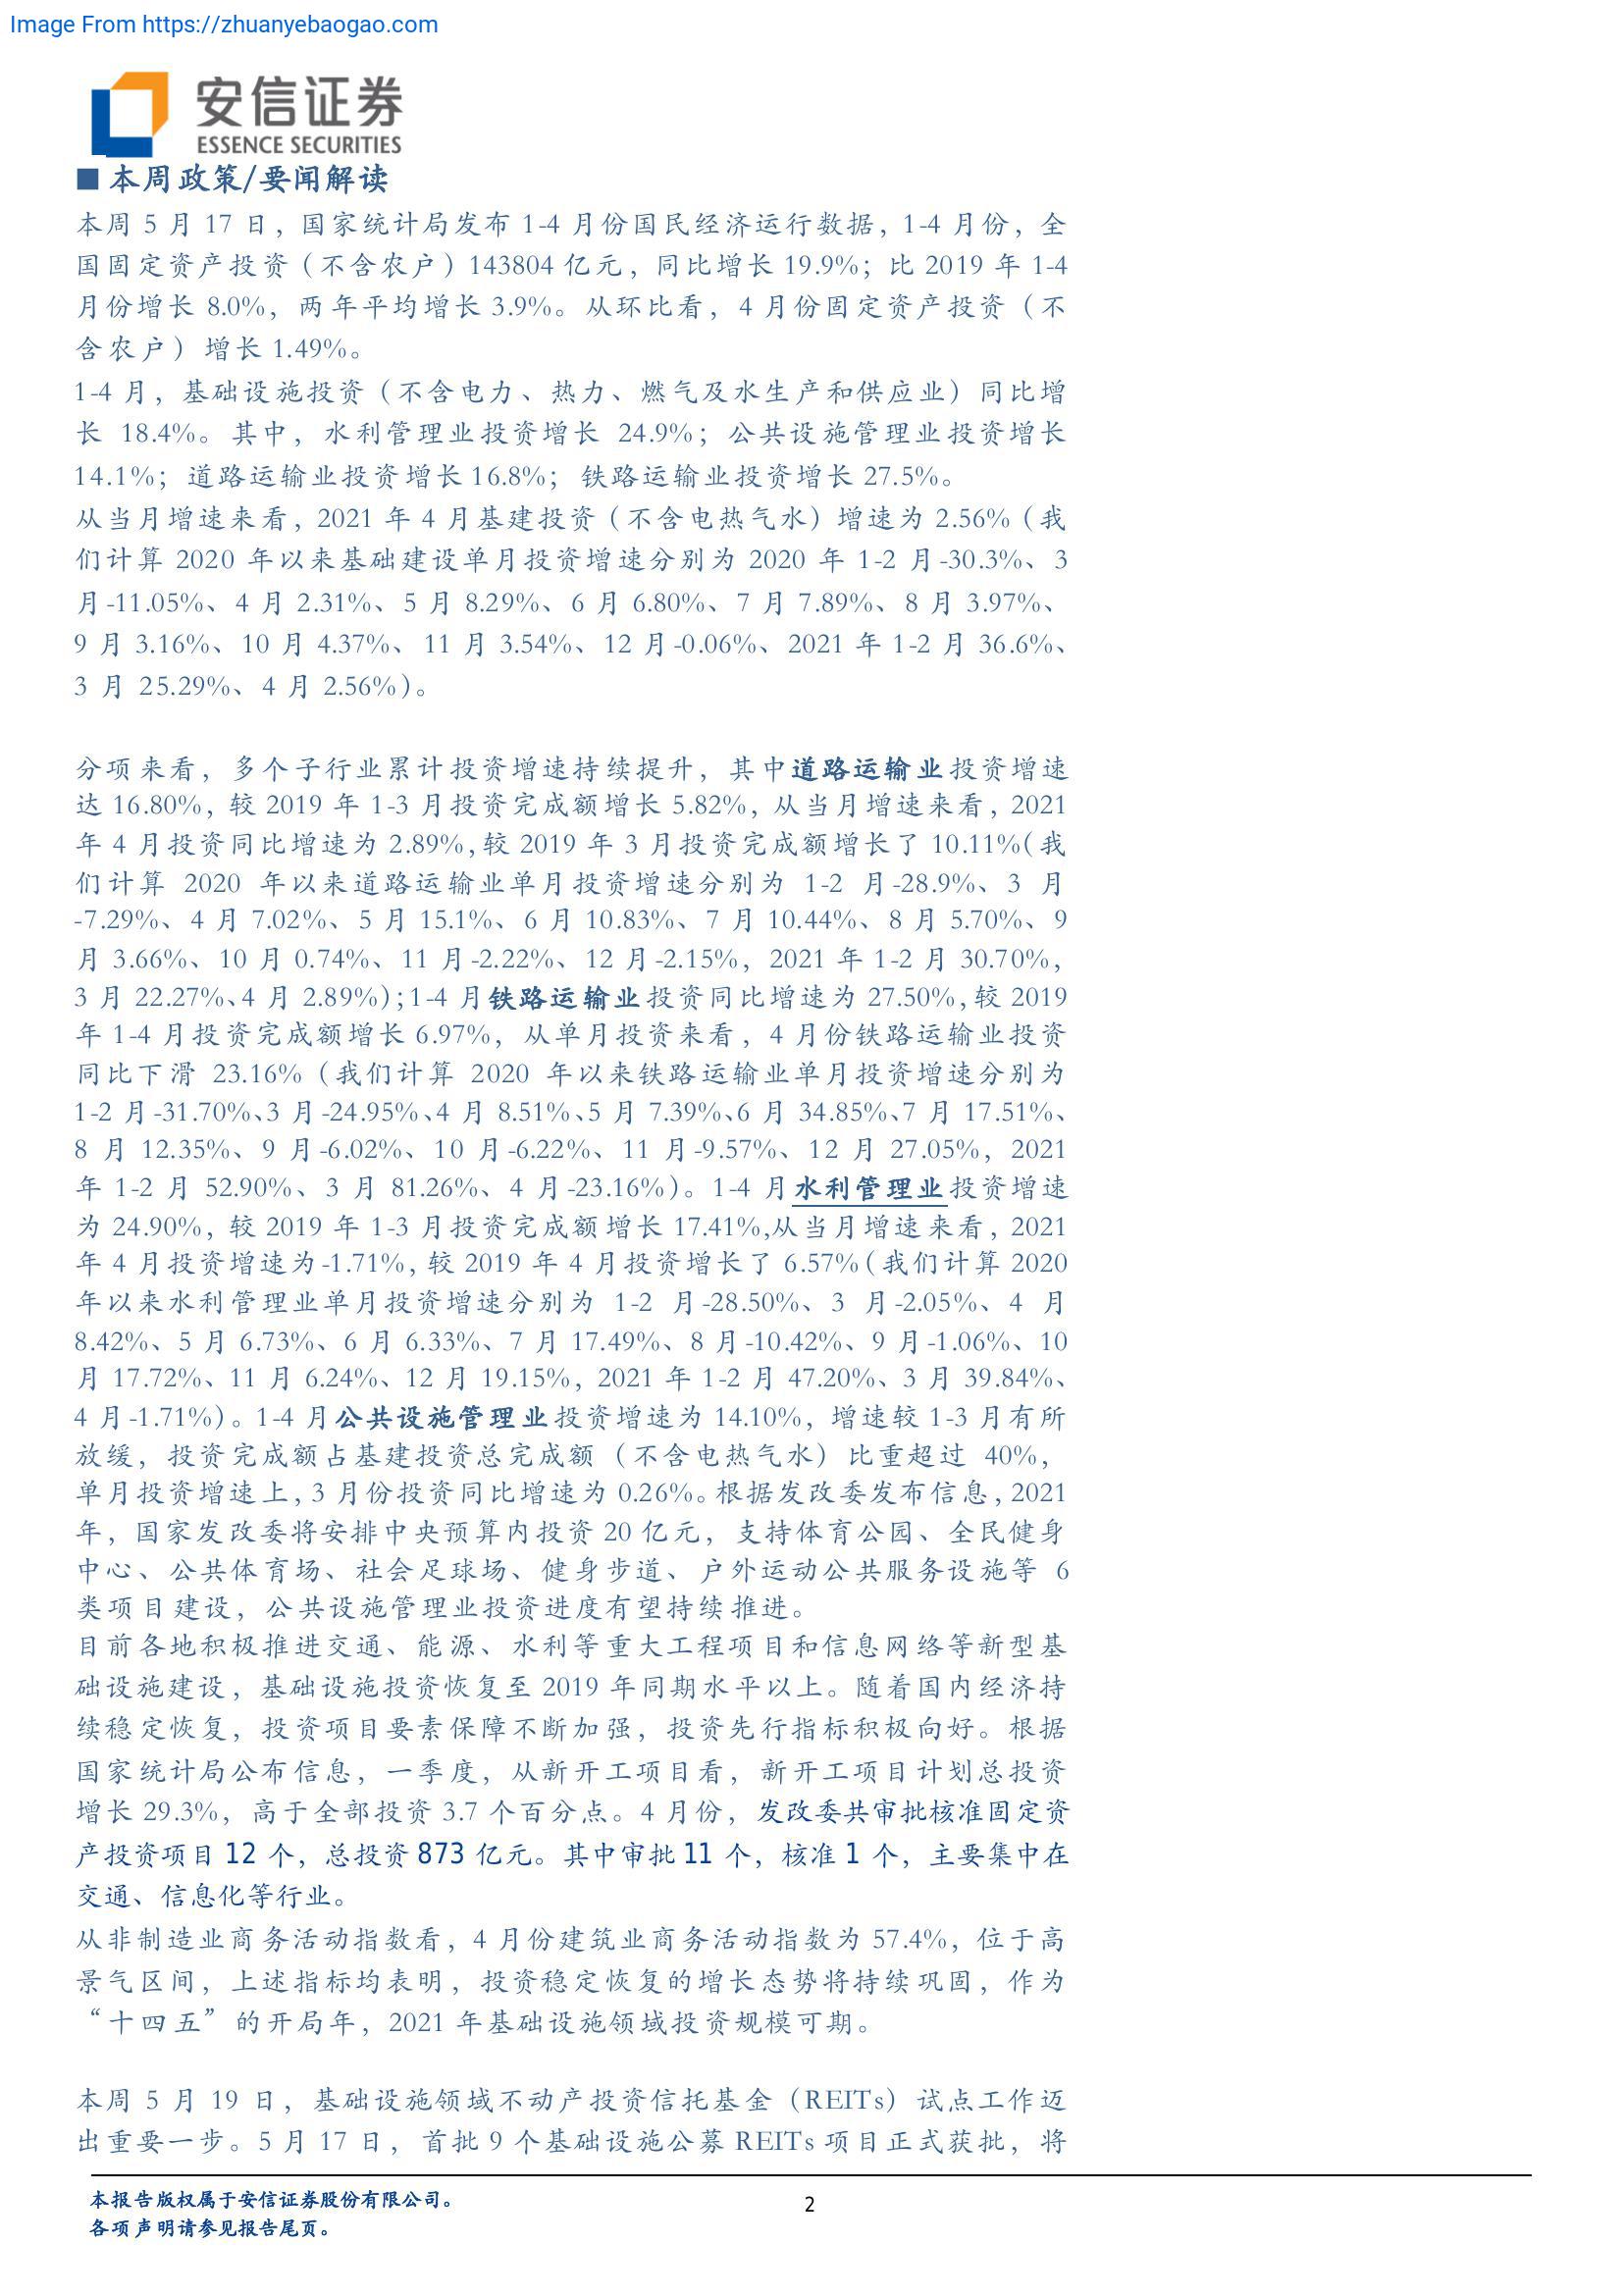 Image From https://zhuanyebaogao.com
安信证券
ESSENCE SECURITIES
■本周政策/要闻解读
本周 5 月 17 日，国家统计局发布 1-4 月份国民经济运行数据，1-4 月份，全
国固定资产投资（不含农户）143804 亿元，同比增长 19.9%；比 2019 年 1-4
月份增长 8.0%，两年平均增长 3.9%。从环比看，4 月份固定资产投资（不
含农户）增长 1.49%。
1-4 月，基础设施投资（不含电力、热力、燃气及水生产和供应业）同比增
长 18.4%。其中，水利管理业投资增长 24.9%；公共设施管理业投资增长
14.1%；道路运输业投资增长 16.8%；铁路运输业投资增长 27.5%。
从当月增速来看，2021 年 4 月基建投资（不含电热气水）增速为 2.56%（我
们计算 2020 年以来基础建设单月投资增速分别为 2020 年 1-2 月-30.3%、3
月-11.05%、4 月 2.31%、5 月 8.29%、6 月 6.80%、7 月 7.89%、8 月 3.97%、
9 月 3.16%、10 月 4.37%、11 月 3.54%、12 月-0.06%、2021 年 1-2 月 36.6%、
3 月 25.29%、4 月 2.56%）。
分项来看，多个子行业累计投资增速持续提升，其中道路运输业投资增速
达 16.80%，较 2019 年 1-3 月投资完成额增长 5.82%，从当月增速来看，2021
年 4 月投资同比增速为 2.89%，较 2019 年 3 月投资完成额增长了 10.11%（我
们计算 2020 年以来道路运输业单月投资增速分别为 1-2 月-28.9%、3 月
-7.29%、4 月 7.02%、5 月 15.1%、6 月 10.83%、7 月 10.44%、8 月 5.70%、9
月 3.66%、10 月 0.74%、11 月-2.22%、12 月-2.15%，2021 年 1-2 月 30.70%，
3 月 22.27%、4 月 2.89%）；1-4 月铁路运输业投资同比增速为 27.50%，较 2019
年 1-4 月投资完成额增长 6.97%，从单月投资来看，4 月份铁路运输业投资
同比下滑 23.16%（我们计算 2020 年以来铁路运输业单月投资增速分别为
1-2 月-31.70%、3 月-24.95%、4 月 8.51%、5 月 7.39%、6 月 34.85%、7 月 17.51%、
8 月 12.35%、9 月-6.02%、10 月-6.22%、11 月-9.57%、12 月 27.05%，2021
年 1-2 月 52.90%、3 月 81.26%、4 月-23.16%）。1-4 月水利管理业投资增速
为 24.90%，较 2019 年 1-3 月投资完成额增长 17.41%,从当月增速来看，2021
年 4 月投资增速为-1.71%，较 2019 年 4 月投资增长了 6.57%（我们计算 2020
年以来水利管理业单月投资增速分别为 1-2 月-28.50%、3 月-2.05%、4 月
8.42%、5 月 6.73%、6 月 6.33%、7 月 17.49%、8 月-10.42%、9 月-1.06%、10
月 17.72%、11 月 6.24%、12 月 19.15%，2021 年 1-2 月 47.20%、3 月 39.84%、
4 月-1.71%）。1-4 月公共设施管理业投资增速为 14.10%，增速较 1-3 月有所
放缓，投资完成额占基建投资总完成额（不含电热气水）比重超过 40%，
单月投资增速上，3 月份投资同比增速为 0.26%。根据发改委发布信息，2021
年，国家发改委将安排中央预算内投资 20 亿元，支持体育公园、全民健身
中心、公共体育场、社会足球场、健身步道、户外运动公共服务设施等 6
类项目建设，公共设施管理业投资进度有望持续推进。
目前各地积极推进交通、能源、水利等重大工程项目和信息网络等新型基
础设施建设，基础设施投资恢复至 2019 年同期水平以上。随着国内经济持
续稳定恢复，投资项目要素保障不断加强，投资先行指标积极向好。根据
国家统计局公布信息，一季度，从新开工项目看，新开工项目计划总投资
增长 29.3%，高于全部投资 3.7 个百分点。4 月份，发改委共审批核准固定资
产投资项目 12 个，总投资 873 亿元。其中审批 11 个，核准 1 个，主要集中在
交通、信息化等行业。
从非制造业商务活动指数看，4 月份建筑业商务活动指数为 57.4%，位于高
景气区间，上述指标均表明，投资稳定恢复的增长态势将持续巩固，作为
“十四五”的开局年，2021 年基础设施领域投资规模可期。
本周 5 月 19 日，基础设施领域不动产投资信托基金（REITs）试点工作迈
出重要一步。5 月 17 日，首批 9 个基础设施公募 REITs 项目正式获批，将
本报告版权属于安信证券股份有限公司。
各项声明请参见报告尾页。
2